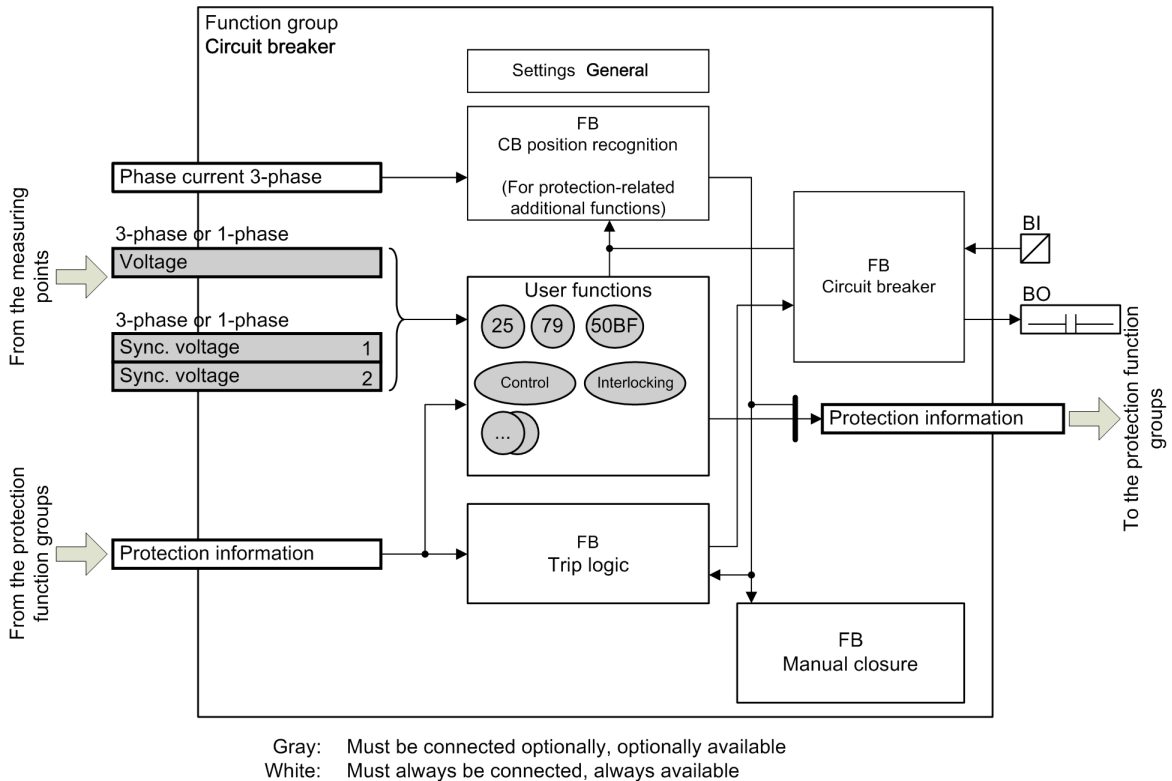 Function group
Circuit breaker
Settings General
FB
CB position recognition
(For protection-related
additional functions)
Phase current 3-phase
From the measuring
points
3-phase or 1-phase
Voltage
3-phase or 1-phase
Sync. voltage 1
Sync. voltage 2
User functions
25 79 50BF
Control Interlocking
...
FB
Circuit breaker
BI
BO
Protection information
To the protection function
groups
From the protection
function groups
Protection information
FB
Trip logic
FB
Manual closure
Gray: Must be connected optionally, optionally available
White: Must always be connected, always available